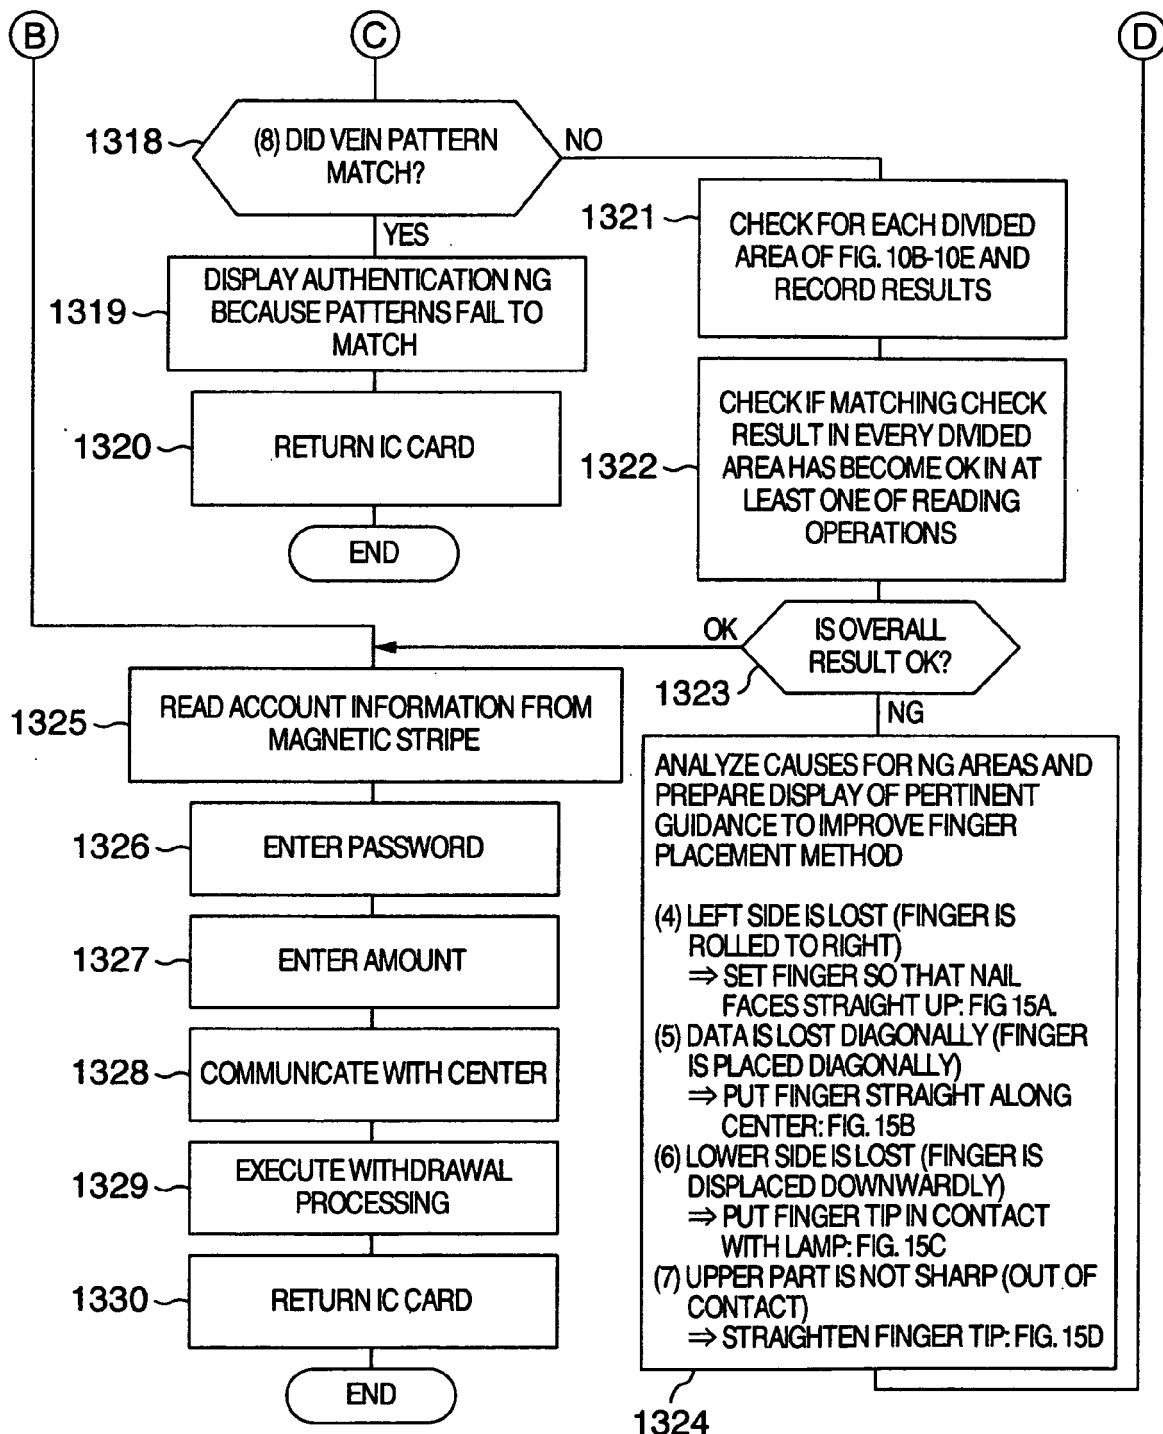 B
C
D
1318
(8) DID VEIN PATTERN
MATCH?
NO
YES
1319
DISPLAY AUTHENTICATION NG
BECAUSE PATTERNS FAIL TO
MATCH
1320
RETURN IC CARD
END
1321
CHECK FOR EACH DIVIDED
AREA OF FIG. 10B-10E AND
RECORD RESULTS
1322
CHECK IF MATCHING CHECK
RESULT IN EVERY DIVIDED
AREA HAS BECOME OK IN AT
LEAST ONE OF READING
OPERATIONS
OK
IS OVERALL
RESULT OK?
1323
NG
1325
READ ACCOUNT INFORMATION FROM
MAGNETIC STRIPE
1326
ENTER PASSWORD
1327
ENTER AMOUNT
1328
COMMUNICATE WITH CENTER
1329
EXECUTE WITHDRAWAL
PROCESSING
1330
RETURN IC CARD
END
ANALYZE CAUSES FOR NG AREAS AND
PREPARE DISPLAY OF PERTINENT
GUIDANCE TO IMPROVE FINGER
PLACEMENT METHOD
(4) LEFT SIDE IS LOST (FINGER IS
ROLLED TO RIGHT)
⇒ SET FINGER SO THAT NAIL
FACES STRAIGHT UP: FIG 15A.
(5) DATA IS LOST DIAGONALLY (FINGER
IS PLACED DIAGONALLY)
⇒ PUT FINGER STRAIGHT ALONG
CENTER: FIG. 15B
(6) LOWER SIDE IS LOST (FINGER IS
DISPLACED DOWNWARDLY)
⇒ PUT FINGER TIP IN CONTACT
WITH LAMP: FIG. 15C
(7) UPPER PART IS NOT SHARP (OUT OF
CONTACT)
⇒ STRAIGHTEN FINGER TIP: FIG. 15D
1324